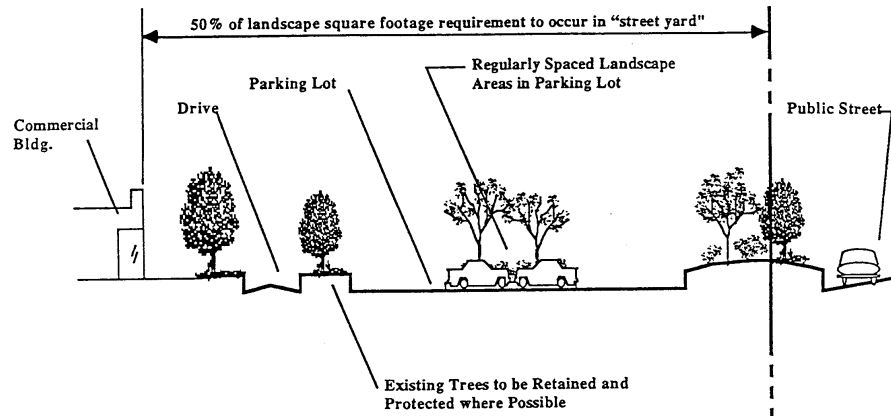 50% of landscape square footage requirement to occur in “street yard”
Regularly Spaced Landscape
Areas in Parking Lot
Parking Lot
Drive
Public Street
Commercial
Bldg.
Existing Trees to be Retained and
Protected where Possible